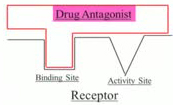 Drug Antagonist
Binding Site
Activity Site
Receptor